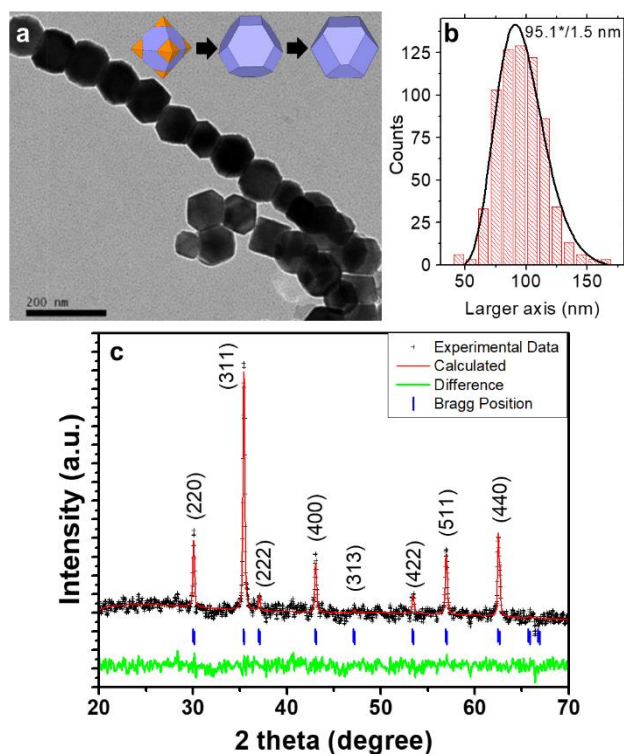 a
200 nm
b
95.1*/1.5 nm
125
100
75
50
25
0
Counts
50 100 150
Larger axis (nm)
c
Experimental Data
Calculated
Difference
Bragg Position
(220)
(311)
(222)
(400)
(313)
(422)
(511)
(440)
Intensity (a.u.)
20 30 40 50 60 70
2 theta (degree)